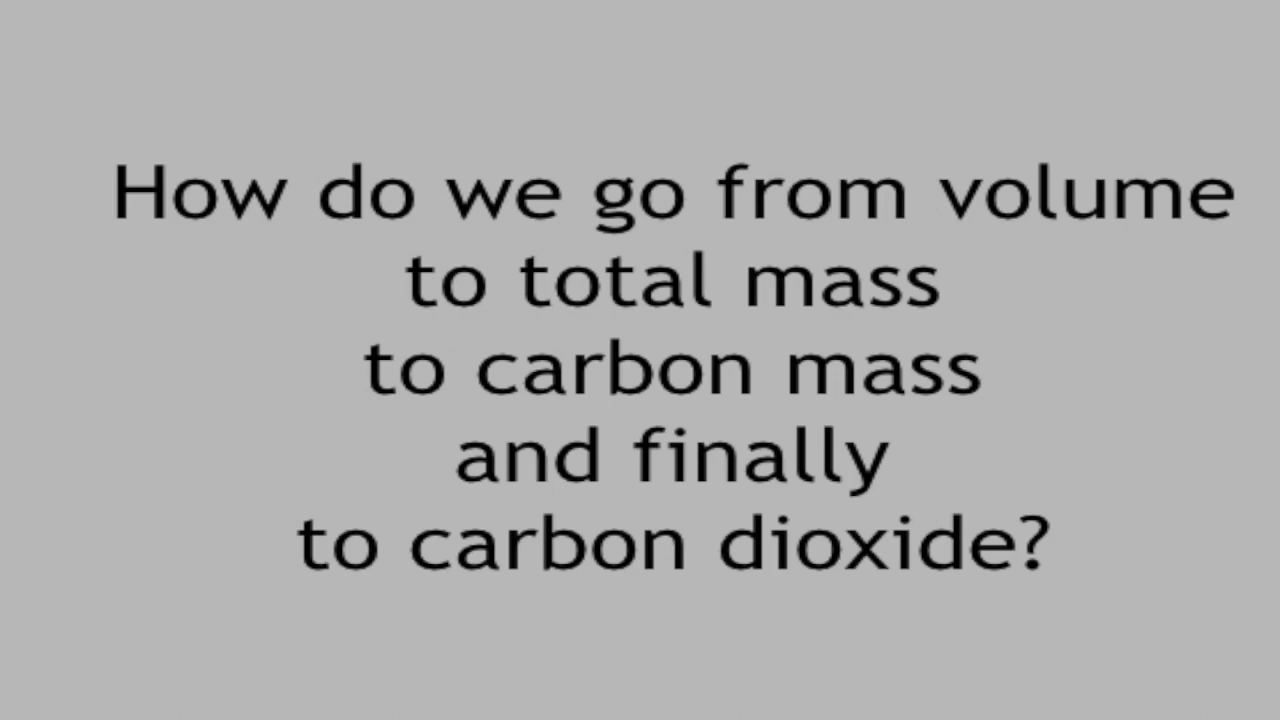 How do we go from volume
to total mass
to carbon mass
and finally
to carbon dioxide?